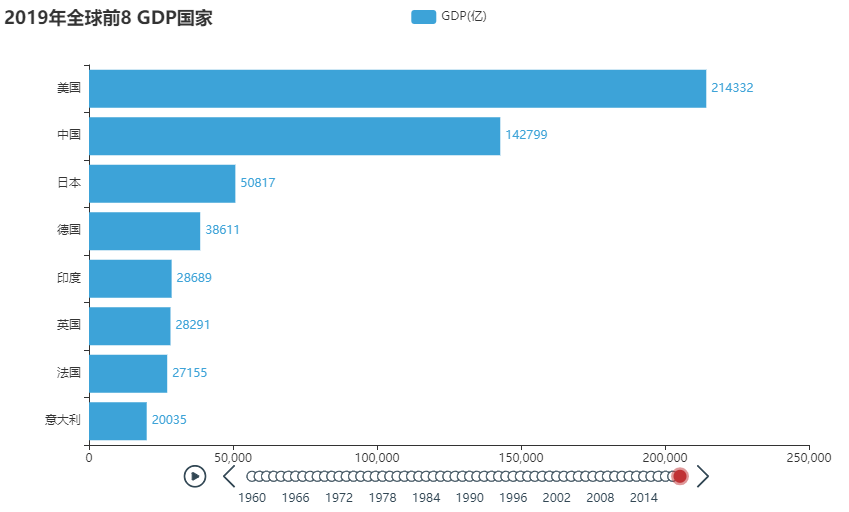 2019年全球前8 GDP国家
GDP(亿)
美国 214332
中国 142799
日本 50817
德国 38611
印度 28689
英国 28291
法国 27155
意大利 20035
0 50,000 100,000 150,000 200,000 250,000
1960 1966 1972 1978 1984 1990 1996 2002 2008 2014